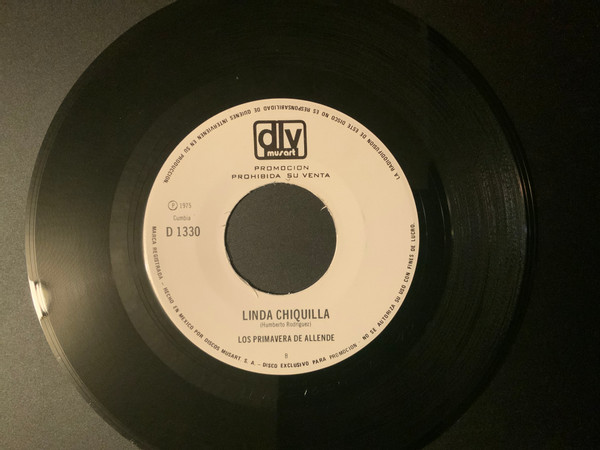 dlv
musart
PROMOCION
PROHIBIDA SU VENTA
Ⓟ 1975
Cumbia
D 1330
LINDA CHIQUILLA
(Humberto Rodríguez)
LOS PRIMAVERA DE ALLENDE
B
MARCA REGISTRADA - HECHO EN MEXICO POR DISCOS MUSART S. A. - DISCO EXCLUSIVO PARA PROMOCION - NO SE AUTORIZA SU USO CON FINES DE LUCRO.
LA RADIODIFUSION DE ESTE DISCO NO ES RESPONSABILIDAD DE QUIENES INTERVIENEN EN SU PRODUCCION